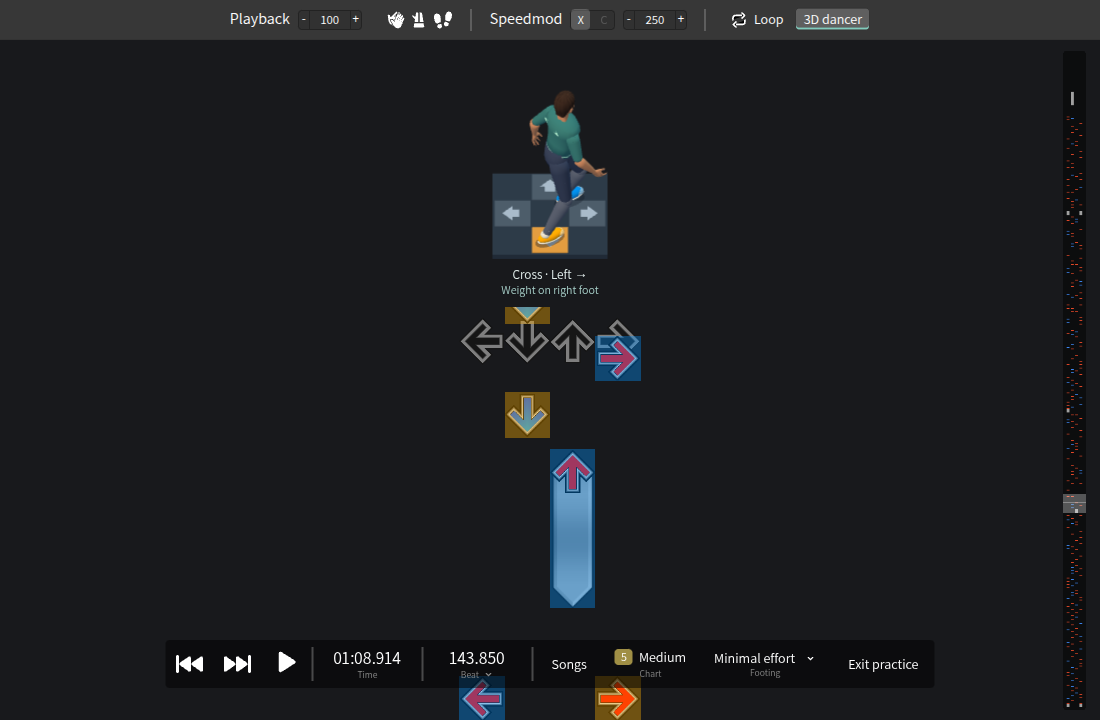 Playback - 100 + Speedmod X C - 250 + Loop 3D dancer
Cross · Left →
Weight on right foot
01:08.914
Time
143.850
Beat
Songs
5 Medium
Chart
Minimal effort
Footing
Exit practice